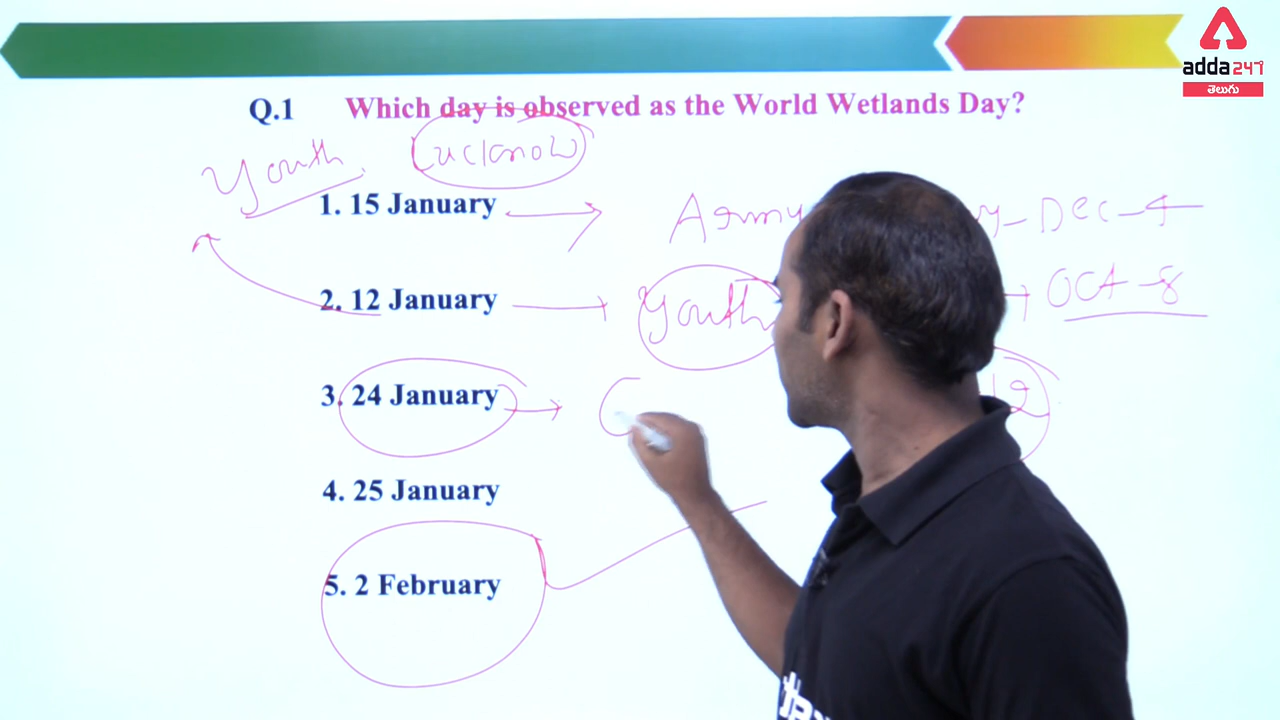 adda247
తెలుగు
Q.1 Which day is observed as the World Wetlands Day?
Youth Lucknow
1. 15 January Army Dec-4
2. 12 January Youth OCT-8
3. 24 January
4. 25 January
5. 2 February